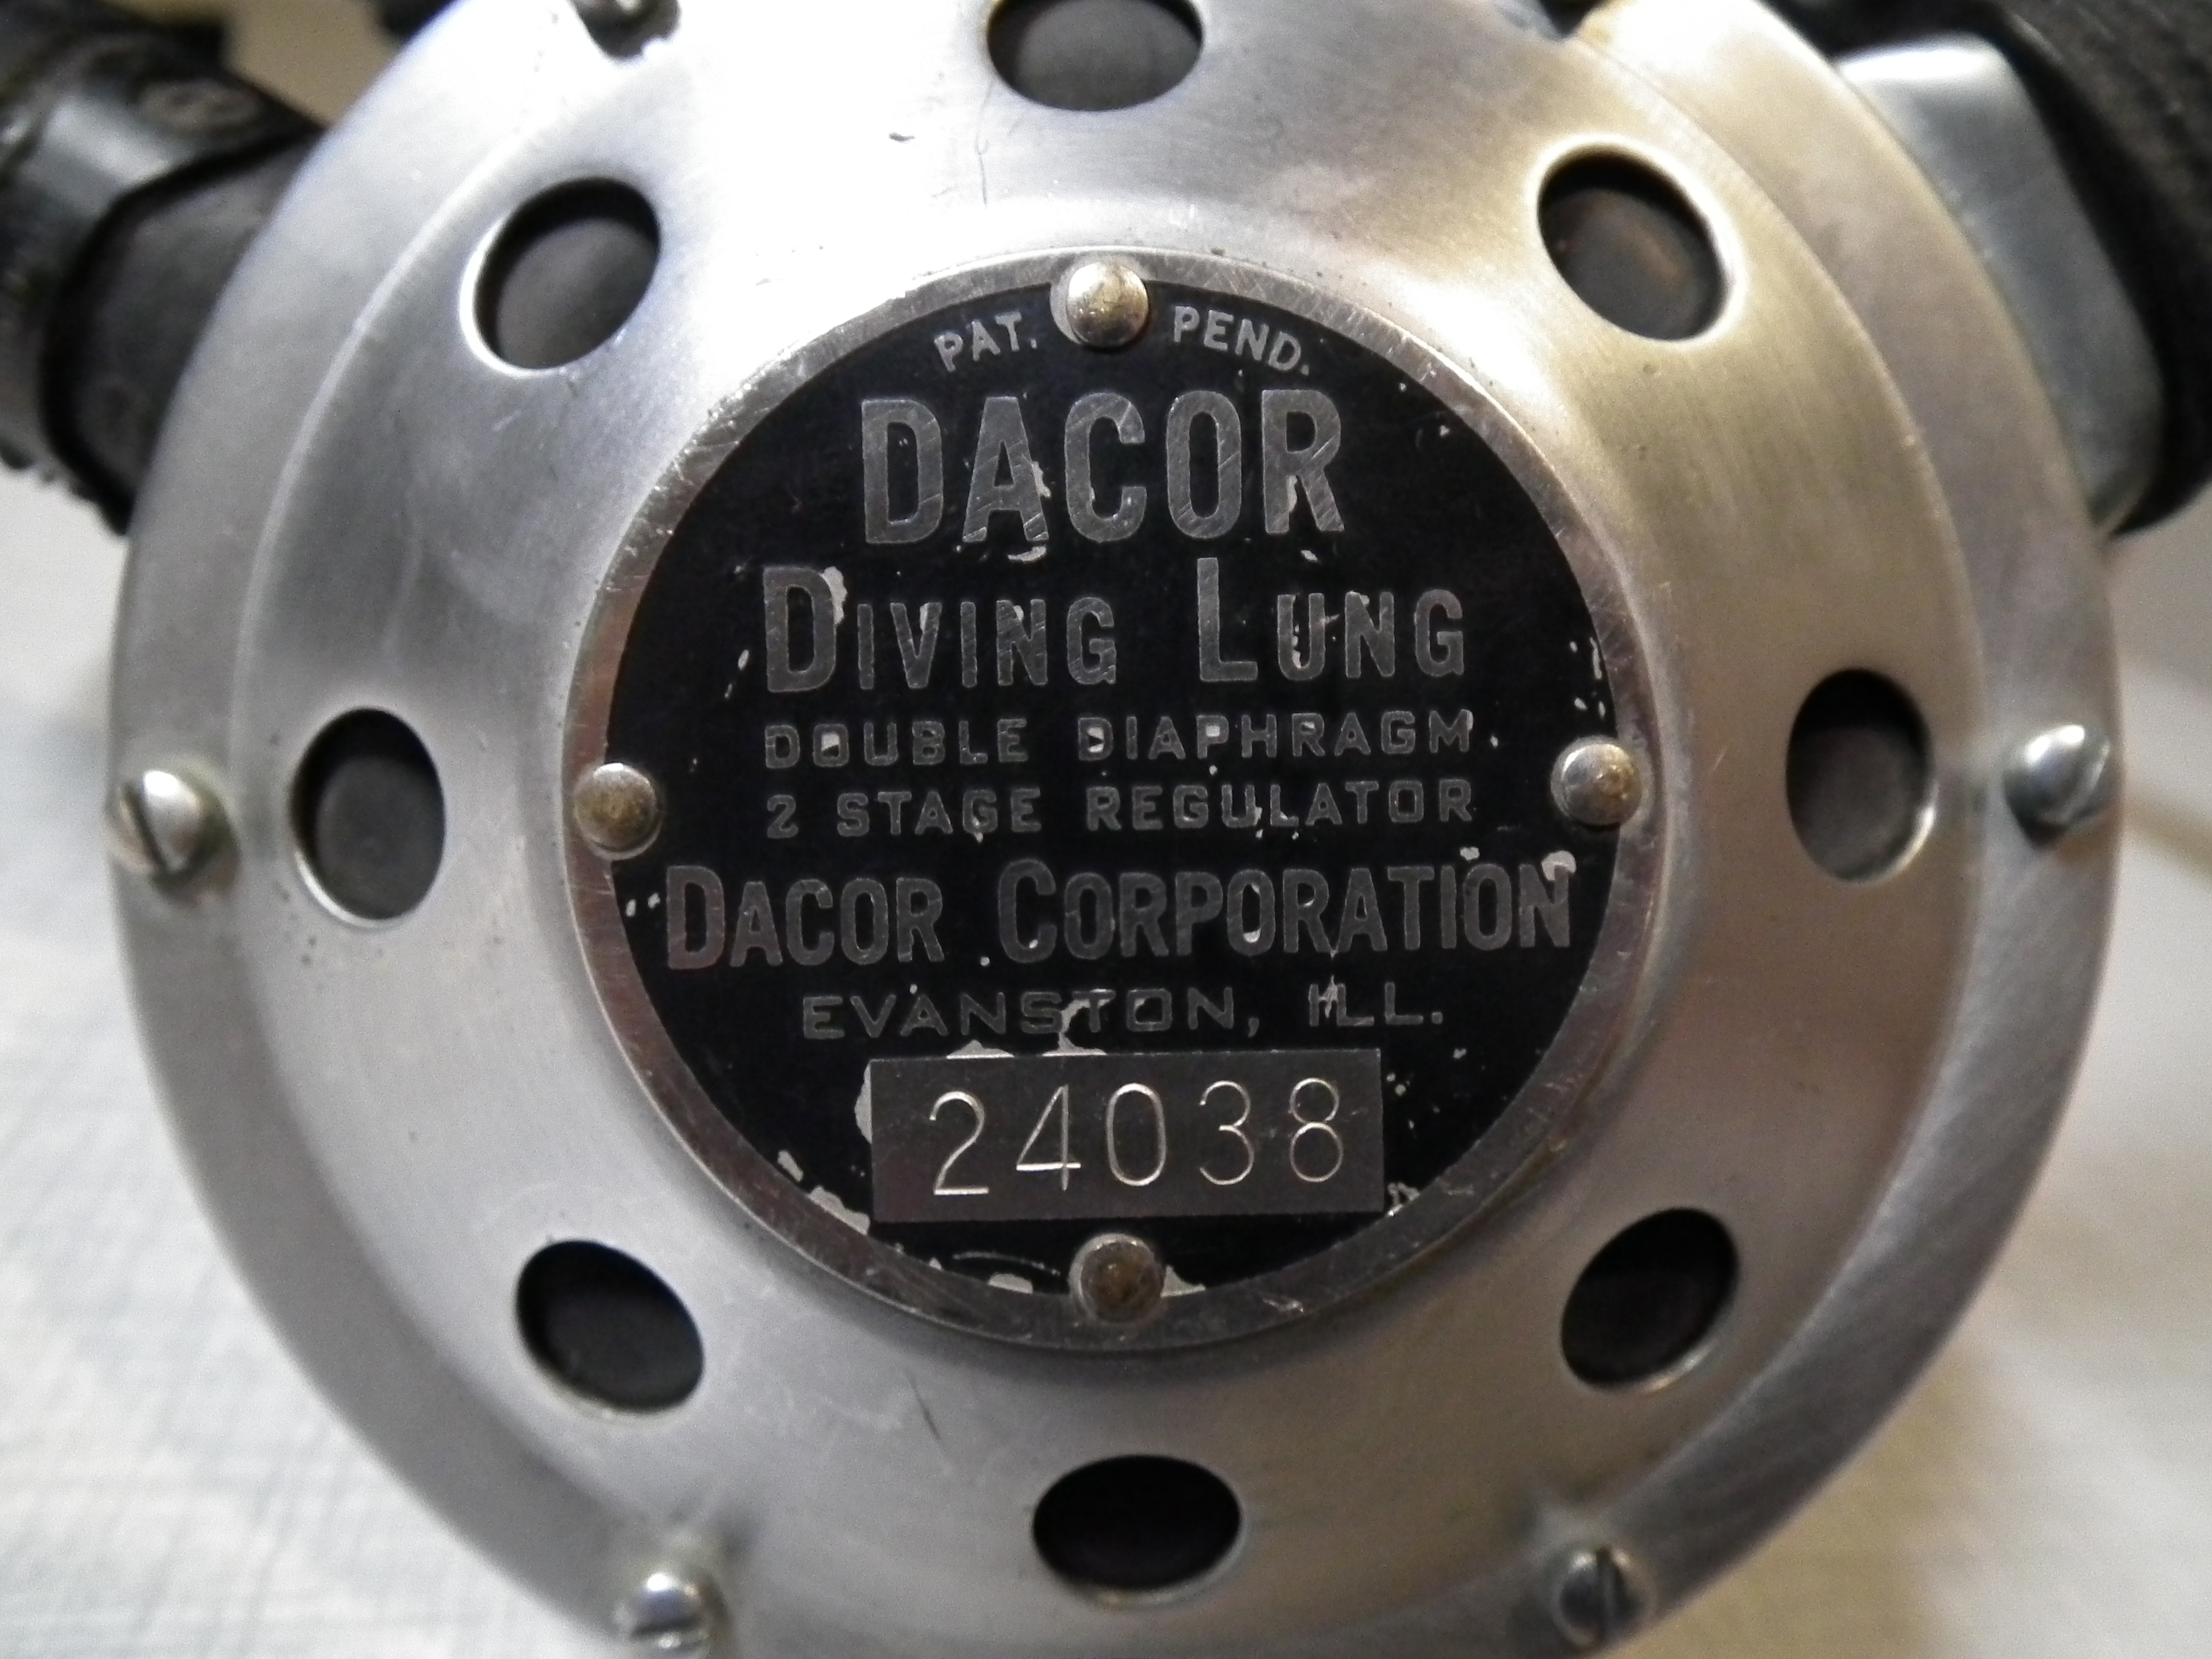 PAT. PEND.
DACOR
DIVING LUNG
DOUBLE DIAPHRAGM
2 STAGE REGULATOR
DACOR CORPORATION
EVANSTON, ILL.
24038